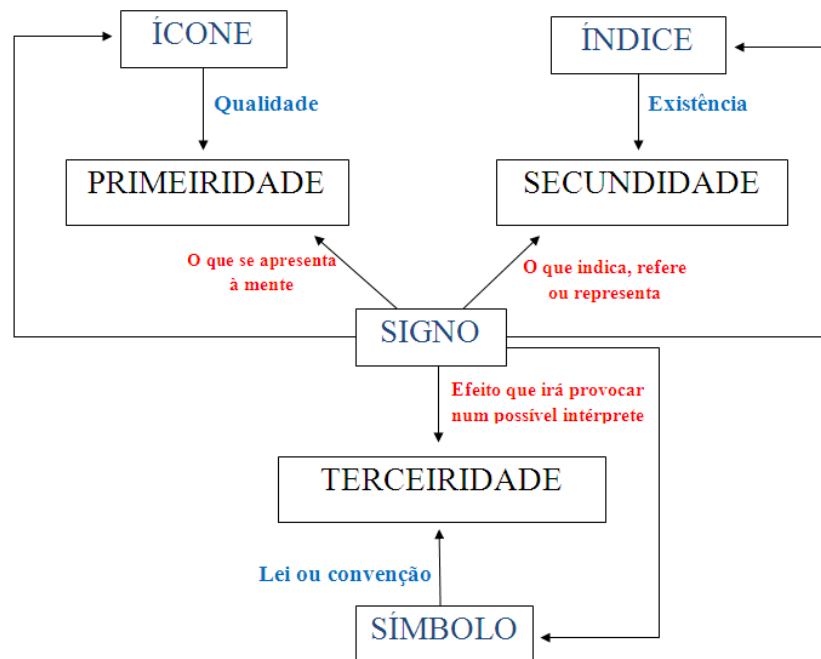 ÍCONE
ÍNDICE
Qualidade
Existência
PRIMEIRIDADE
SECUNDIDADE
O que se apresenta
à mente
O que indica, refere
ou representa
SIGNO
Efeito que irá provocar
num possível intérprete
TERCEIRIDADE
Lei ou convenção
SÍMBOLO